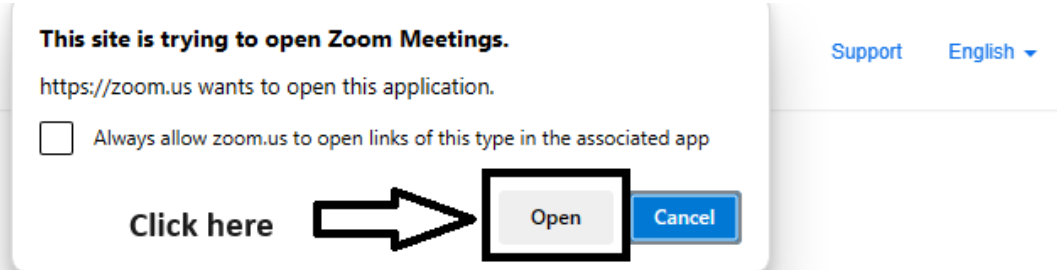 This site is trying to open Zoom Meetings.
Support English
https://zoom.us wants to open this application.
Always allow zoom.us to open links of this type in the associated app
Click here Open Cancel